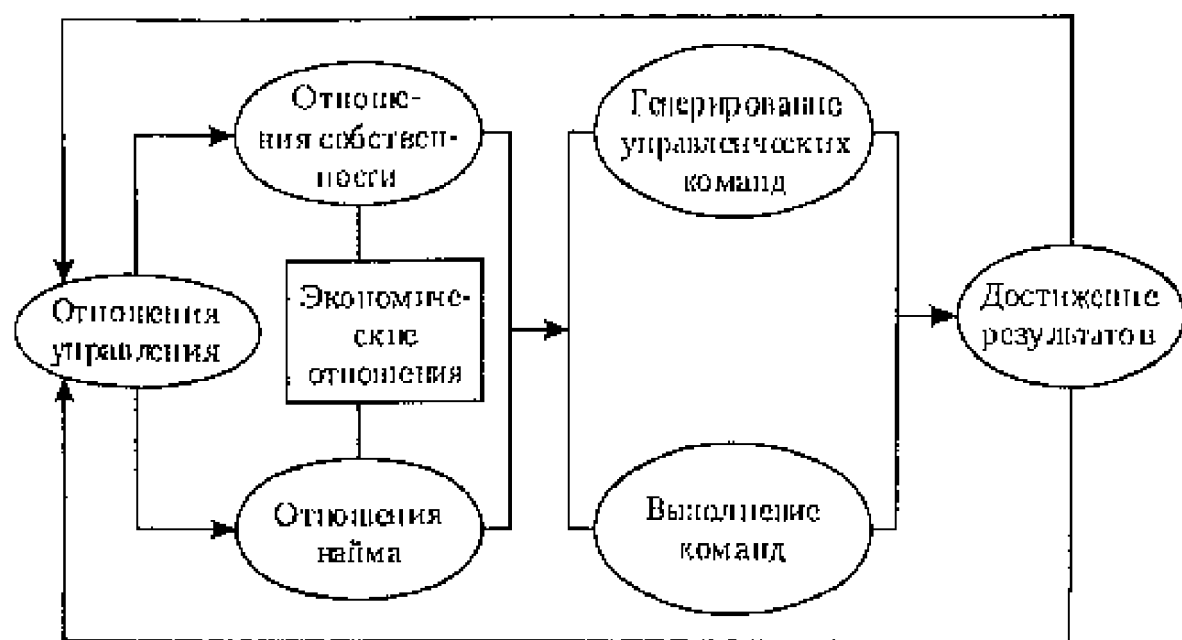 Отноше-
ния собствен-
ности
Генерирование
управленческих
команд
Отношения
управления
Экономиче-
ские
отношения
Достижение
результатов
Отношения
найма
Выполнение
команд